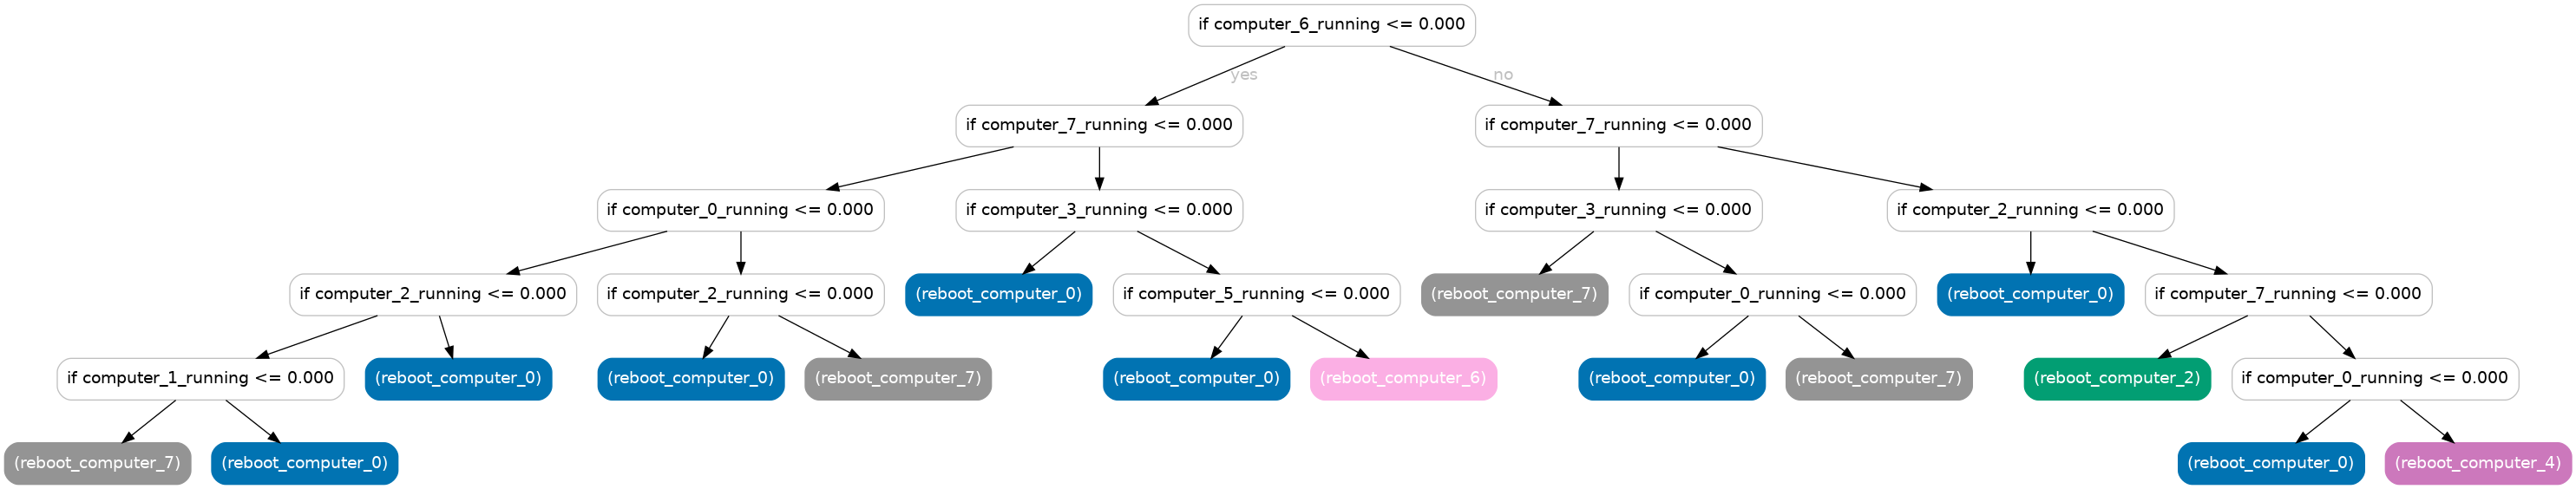 if computer_6_running <= 0.000
yes
no
if computer_7_running <= 0.000
if computer_7_running <= 0.000
if computer_0_running <= 0.000
if computer_3_running <= 0.000
if computer_3_running <= 0.000
if computer_2_running <= 0.000
if computer_2_running <= 0.000
if computer_2_running <= 0.000
(reboot_computer_0)
if computer_5_running <= 0.000
(reboot_computer_7)
if computer_0_running <= 0.000
(reboot_computer_0)
if computer_7_running <= 0.000
if computer_1_running <= 0.000
(reboot_computer_0)
(reboot_computer_0)
(reboot_computer_7)
(reboot_computer_0)
(reboot_computer_6)
(reboot_computer_0)
(reboot_computer_7)
(reboot_computer_2)
if computer_0_running <= 0.000
(reboot_computer_7)
(reboot_computer_0)
(reboot_computer_0)
(reboot_computer_4)